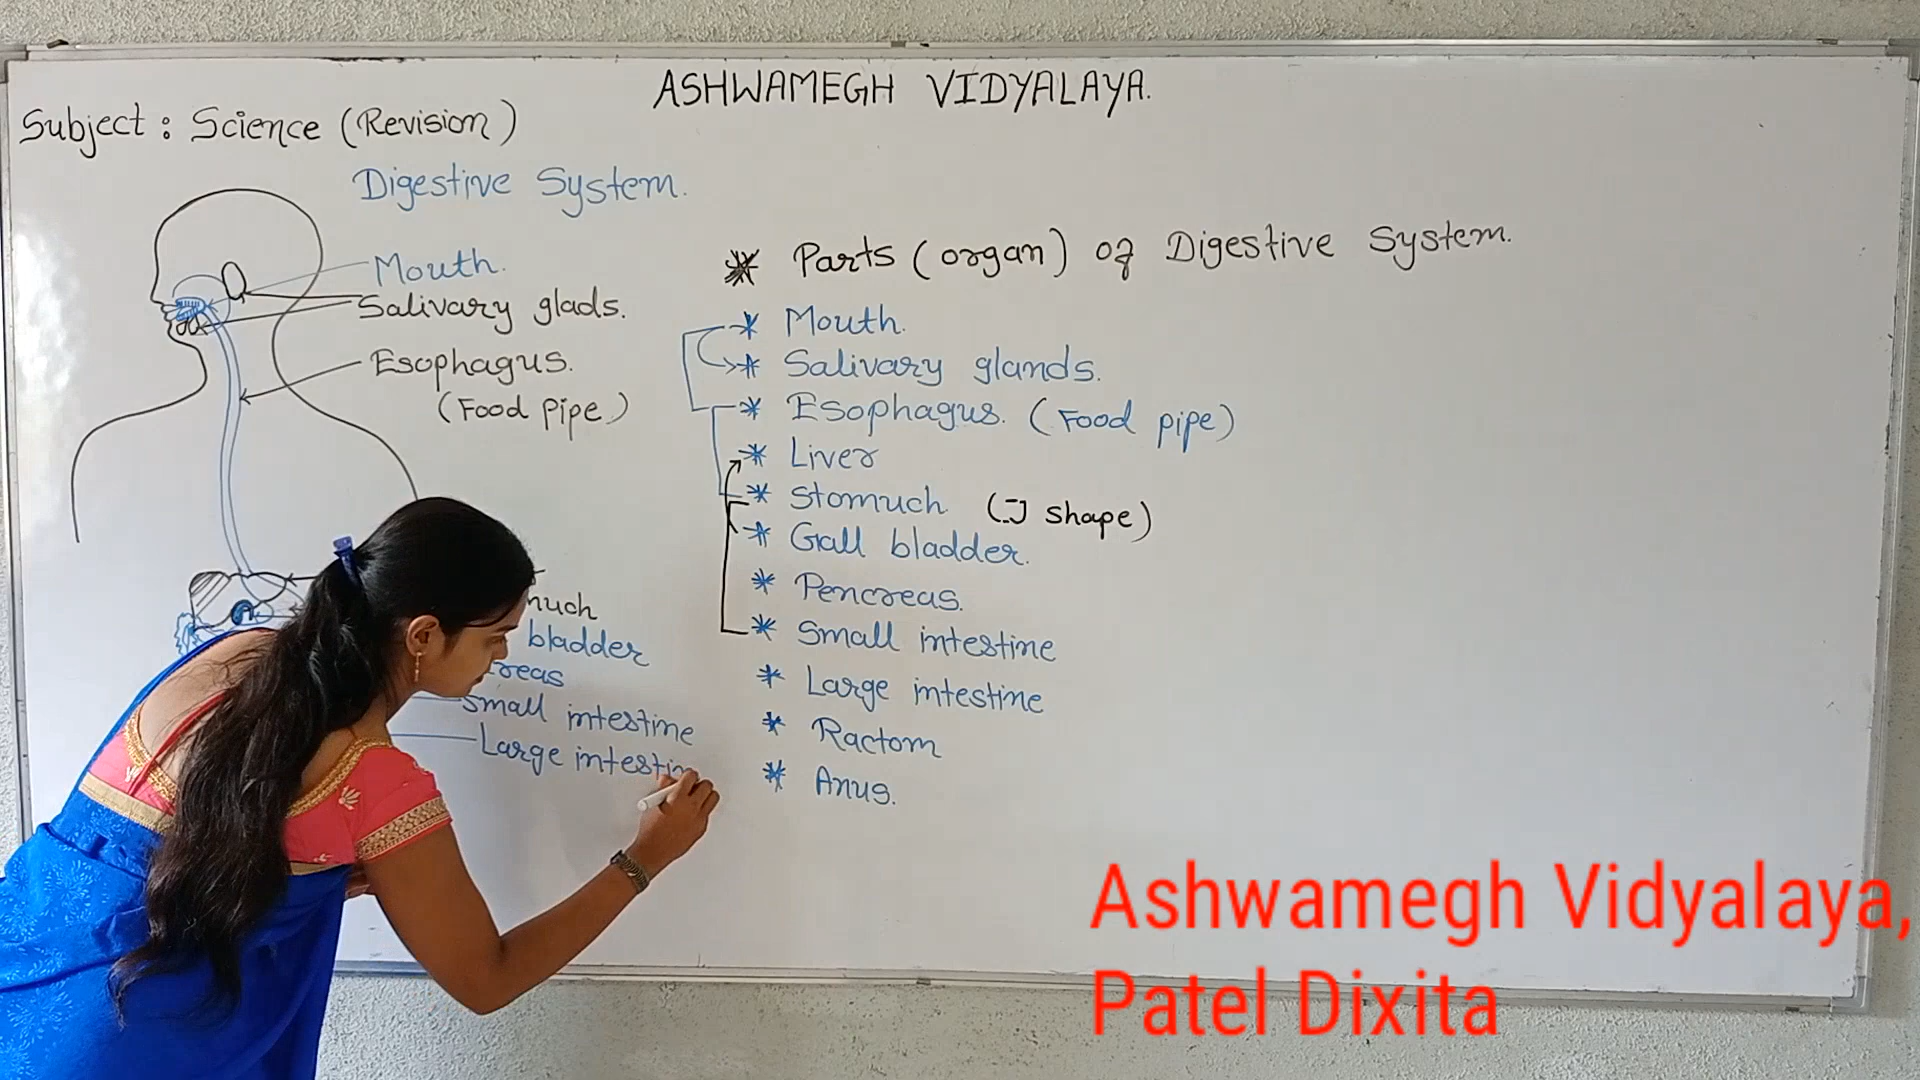 ASHWAMEGH VIDYALAYA.
Subject : Science (Revision)
Digestive System.
Mouth.
Salivary glads.
Esophagus.
(Food pipe)
bladder
Small intestine
Large intestin
* Parts (organ) of Digestive System.
* Mouth.
* Salivary glands.
* Esophagus. (Food pipe)
* Liver
* Stomuch (J shape)
* Gall bladder.
* Pencreas.
* Small intestine
* Large intestine
* Ractom
* Anus.
Ashwamegh Vidyalaya,
Patel Dixita